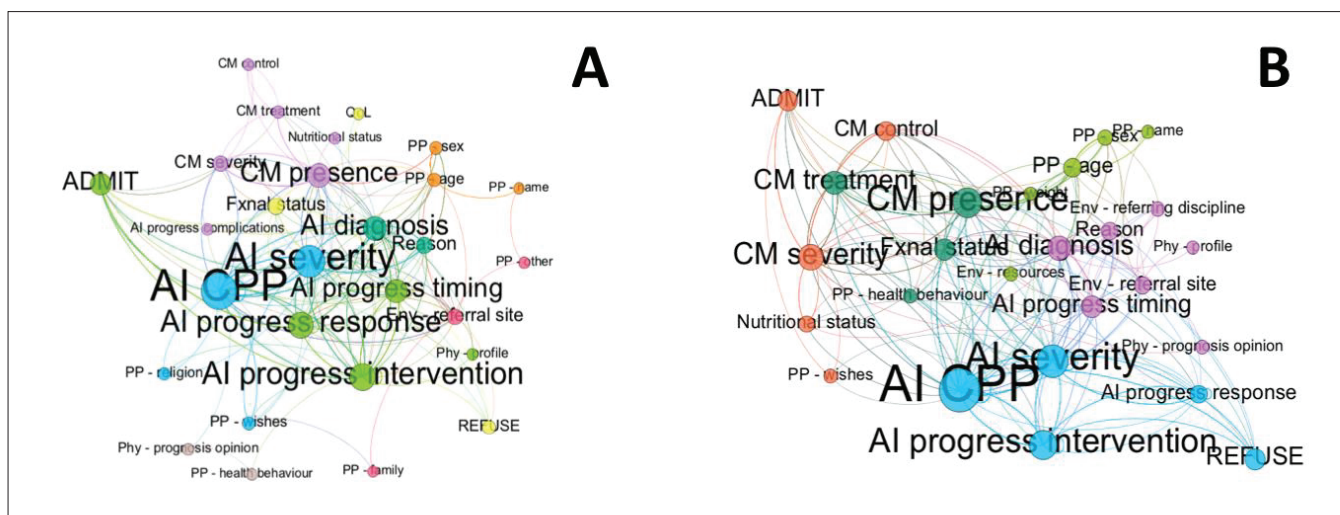 A
CM control
CM treatment
QoL
Nutritional status
PP - sex
CM severity
CM presence
PP - age
ADMIT
PP - name
Fxnal status
AI progress complications
AI diagnosis
Reason
AI severity
PP - other
AI CPP
AI progress timing
Env - referral site
AI progress response
Phy - profile
PP - religion
AI progress intervention
PP - wishes
REFUSE
Phy - prognosis opinion
PP - health behaviour
PP - family
B
ADMIT
CM control
PP - sex
PP - name
PP - age
CM treatment
CM presence
Env - referring discipline
Reason
CM severity
Fxnal status
AI diagnosis
Phy - profile
Env - resources
Env - referral site
PP - health behaviour
AI progress timing
Nutritional status
Phy - prognosis opinion
AI severity
PP - wishes
AI CPP
AI progress response
AI progress intervention
REFUSE